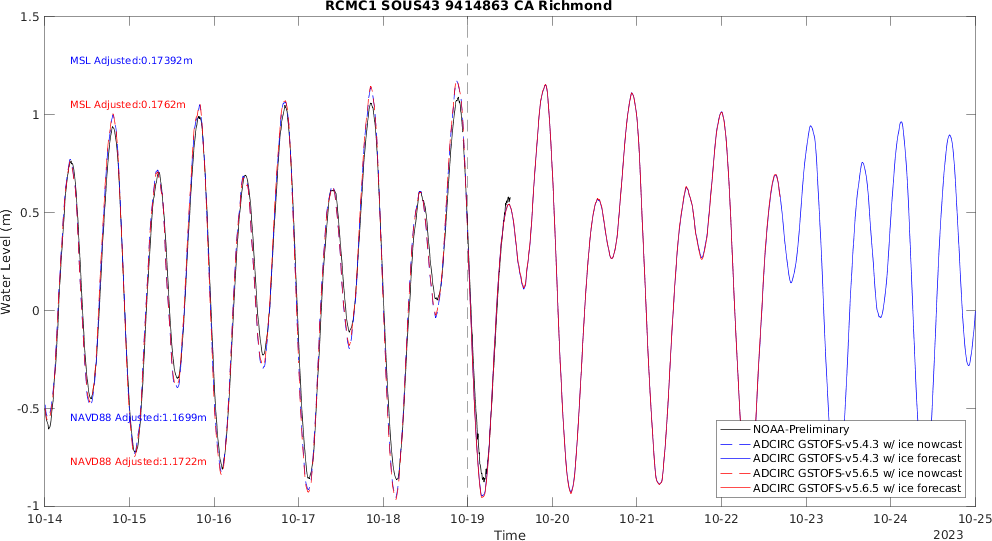 RCMC1 SOUS43 9414863 CA Richmond
1.5
1
0.5
0
-0.5
-1
Water Level (m)
MSL Adjusted:0.17392m
MSL Adjusted:0.1762m
NAVD88 Adjusted:1.1699m
NAVD88 Adjusted:1.1722m
NOAA-Preliminary
ADCIRC GSTOFS-v5.4.3 w/ ice nowcast
ADCIRC GSTOFS-v5.4.3 w/ ice forecast
ADCIRC GSTOFS-v5.6.5 w/ ice nowcast
ADCIRC GSTOFS-v5.6.5 w/ ice forecast
10-14 10-15 10-16 10-17 10-18 10-19 10-20 10-21 10-22 10-23 10-24 10-25
Time
2023